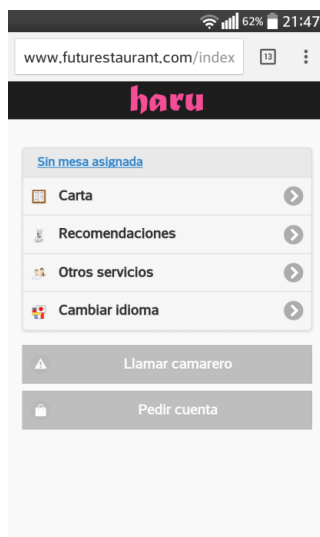 62% 21:47
www.futurestaurant.com/index 13
haru
Sin mesa asignada
Carta
Recomendaciones
Otros servicios
Cambiar idioma
Llamar camarero
Pedir cuenta